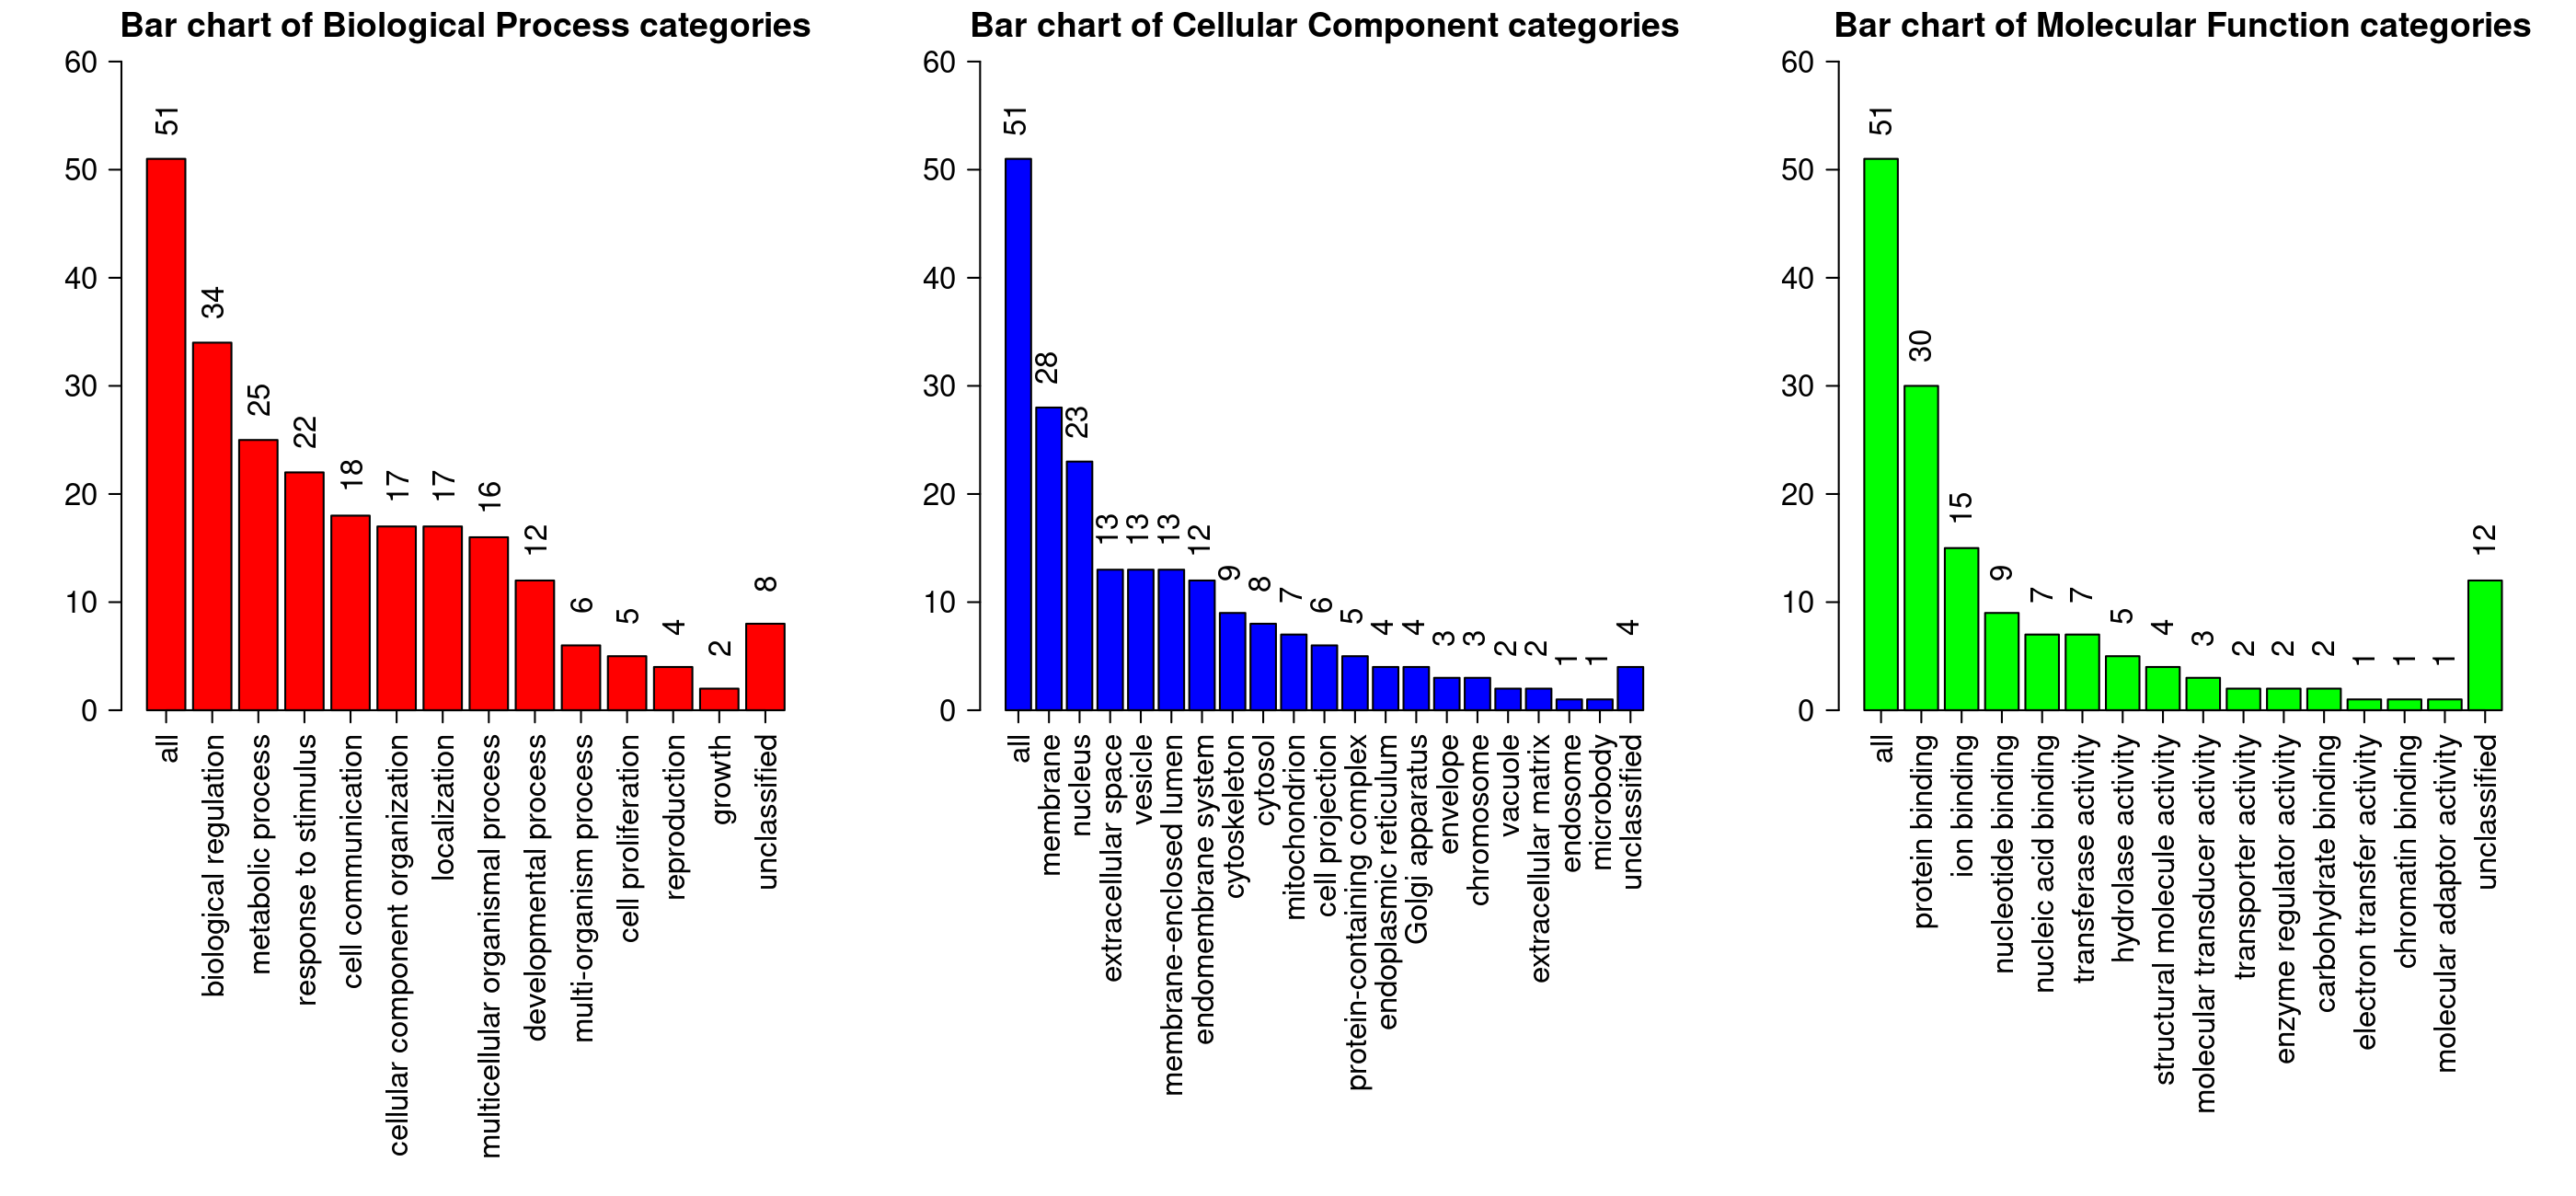 Bar chart of Biological Process categories
60
50
40
30
20
10
0
51
34
25
22
18
17
17
16
12
6
5
4
2
8
all
biological regulation
metabolic process
response to stimulus
cell communication
cellular component organization
localization
multicellular organismal process
developmental process
multi-organism process
cell proliferation
reproduction
growth
unclassified
Bar chart of Cellular Component categories
60
50
40
30
20
10
0
51
28
23
13
13
13
12
9
8
7
6
5
4
4
3
3
2
2
1
1
4
all
membrane
nucleus
extracellular space
vesicle
membrane-enclosed lumen
endomembrane system
cytoskeleton
cytosol
mitochondrion
cell projection
protein-containing complex
endoplasmic reticulum
Golgi apparatus
envelope
chromosome
vacuole
extracellular matrix
endosome
microbody
unclassified
Bar chart of Molecular Function categories
60
50
40
30
20
10
0
51
30
15
9
7
7
5
4
3
2
2
2
1
1
1
12
all
protein binding
ion binding
nucleotide binding
nucleic acid binding
transferase activity
hydrolase activity
structural molecule activity
molecular transducer activity
transporter activity
enzyme regulator activity
carbohydrate binding
electron transfer activity
chromatin binding
molecular adaptor activity
unclassified